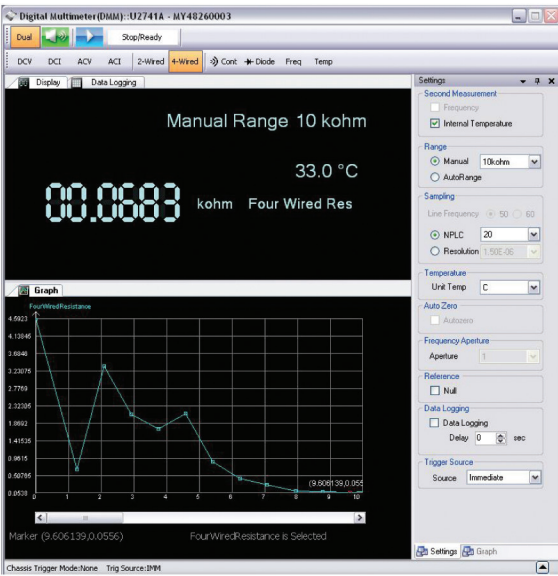 Digital Multimeter(DMM)::U2741A - MY48260003
Dual Stop/Ready
DCV DCI ACV ACI 2-Wired 4-Wired Cont Diode Freq Temp
Display Data Logging
Manual Range 10 kohm
33.0 °C
00.0683 kohm Four Wired Res
Graph
FourWiredResistance
4.5923
4.13846
3.6846
3.23075
2.7769
2.32305
1.8692
1.41535
0.9615
0.50765
0.0538
0 1 2 3 4 5 6 7 8 9 10
(9.606139,0.055
Marker (9.606139,0.0556) FourWiredResistance is Selected
Chassis Trigger Mode:None Trig Source:IMM
Settings
Second Measurement
Frequency
Internal Temperature
Range
Manual 10kohm
AutoRange
Sampling
Line Frequency 50 60
NPLC 20
Resolution 1.50E-06
Temperature
Unit Temp C
Auto Zero
Autozero
Frequency Aperture
Aperture 1
Reference
Null
Data Logging
Data Logging
Delay 0 sec
Trigger Source
Source Immediate
Settings Graph